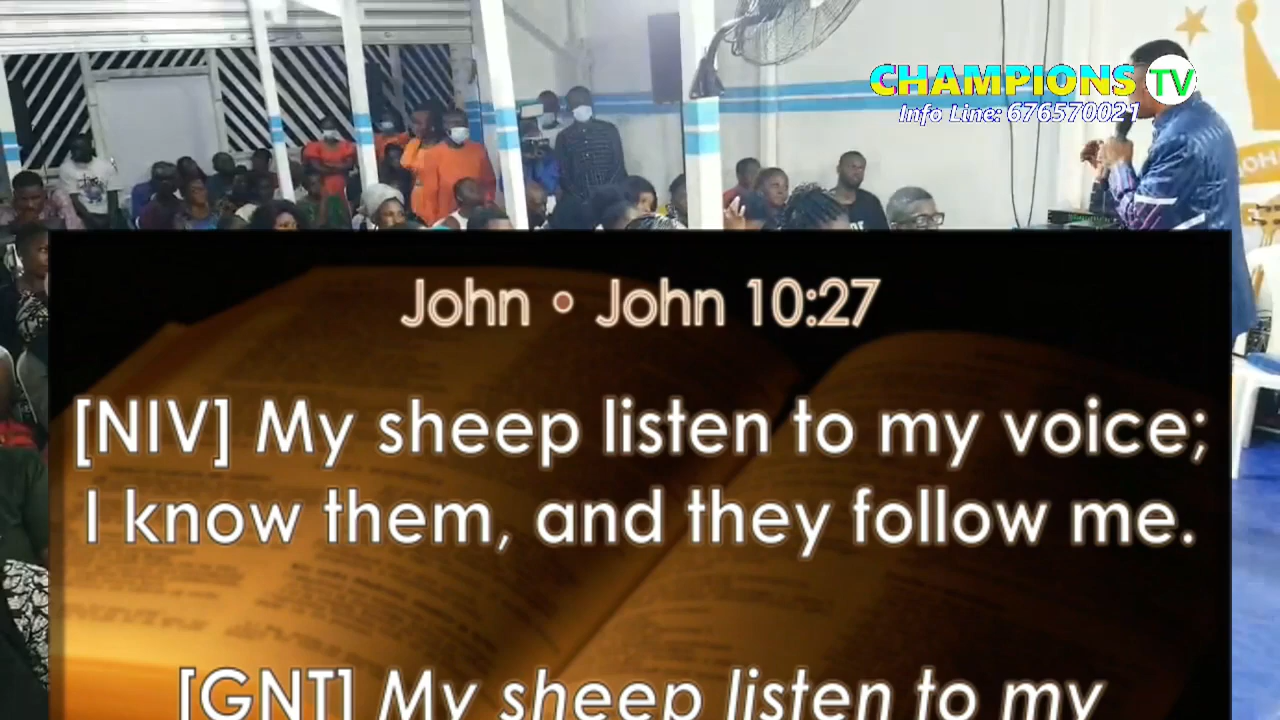 CHAMPIONS TV
Info Line: 676570021
John • John 10:27
[NIV] My sheep listen to my voice;
I know them, and they follow me.
[GNT] My sheep listen to my